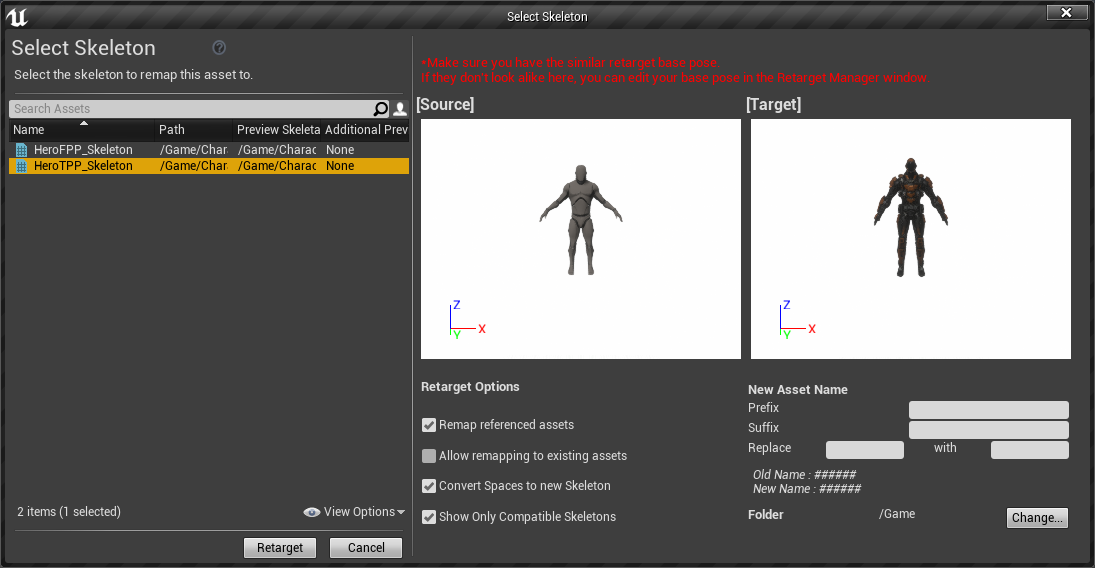 Select Skeleton
Select Skeleton
Select the skeleton to remap this asset to.
Search Assets
Name Path Preview Skeleta Additional Prev
HeroFPP_Skeleton /Game/Char /Game/Charac None
HeroTPP_Skeleton /Game/Char /Game/Charac None
2 items (1 selected)
View Options
Retarget Cancel
*Make sure you have the similar retarget base pose.
If they don't look alike here, you can edit your base pose in the Retarget Manager window.
[Source] [Target]
Z
X
Y
Z
X
Y
Retarget Options
Remap referenced assets
Allow remapping to existing assets
Convert Spaces to new Skeleton
Show Only Compatible Skeletons
New Asset Name
Prefix
Suffix
Replace with
Old Name : ######
New Name : ######
Folder /Game Change...